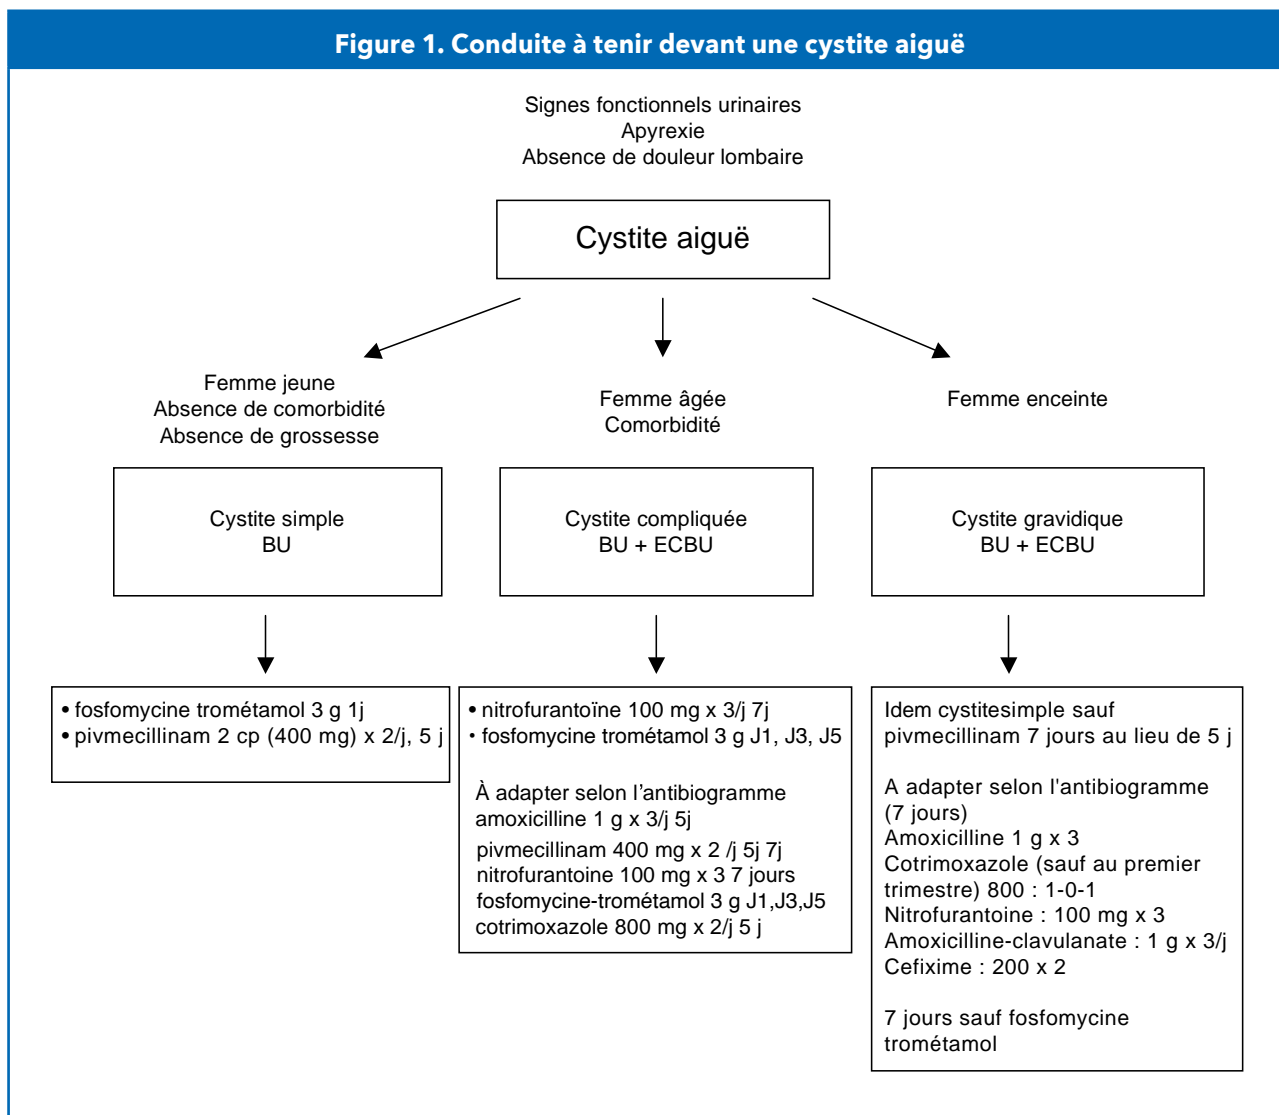 Figure 1. Conduite à tenir devant une cystite aiguë
Signes fonctionnels urinaires
Apyrexie
Absence de douleur lombaire
Cystite aiguë
Femme jeune
Absence de comorbidité
Absence de grossesse
Femme âgée
Comorbidité
Femme enceinte
Cystite simple
BU
Cystite compliquée
BU + ECBU
Cystite gravidique
BU + ECBU
• fosfomycine trométamol 3 g 1j
• pivmecillinam 2 cp (400 mg) x 2/j, 5 j
• nitrofurantoïne 100 mg x 3/j 7j
• fosfomycine trométamol 3 g J1, J3, J5
À adapter selon l'antibiogramme
amoxicilline 1 g x 3/j 5j
pivmecillinam 400 mg x 2 /j 5j 7j
nitrofurantoine 100 mg x 3 7 jours
fosfomycine-trométamol 3 g J1,J3,J5
cotrimoxazole 800 mg x 2/j 5 j
Idem cystitesimple sauf
pivmecillinam 7 jours au lieu de 5 j
A adapter selon l'antibiogramme
(7 jours)
Amoxicilline 1 g x 3
Cotrimoxazole (sauf au premier
trimestre) 800 : 1-0-1
Nitrofurantoine : 100 mg x 3
Amoxicilline-clavulanate : 1 g x 3/j
Cefixime : 200 x 2
7 jours sauf fosfomycine
trométamol